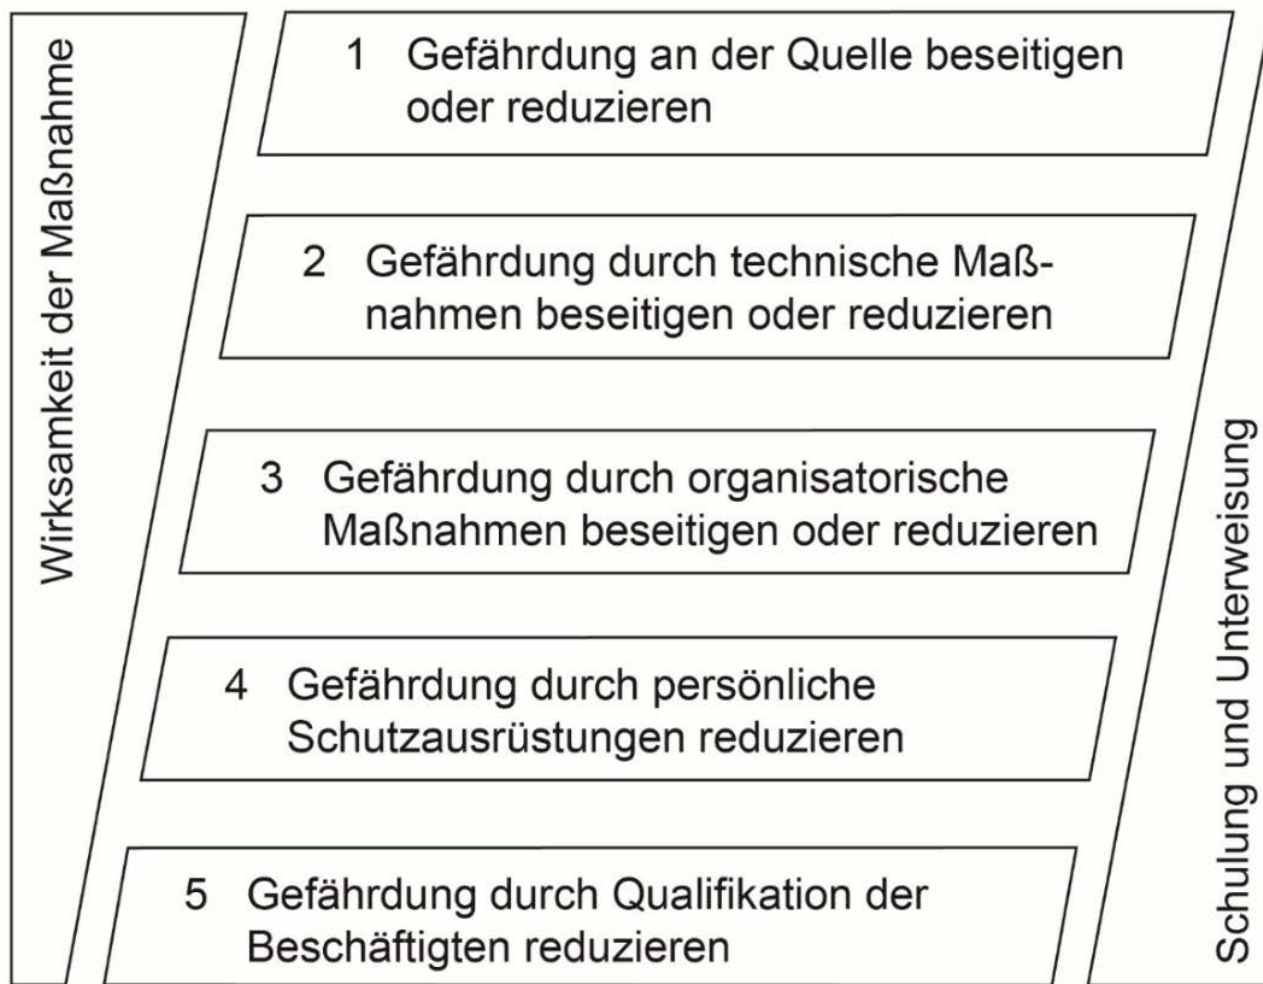 Wirksamkeit der Maßnahme
1 Gefährdung an der Quelle beseitigen
oder reduzieren
2 Gefährdung durch technische Maß-
nahmen beseitigen oder reduzieren
3 Gefährdung durch organisatorische
Maßnahmen beseitigen oder reduzieren
4 Gefährdung durch persönliche
Schutzausrüstungen reduzieren
5 Gefährdung durch Qualifikation der
Beschäftigten reduzieren
Schulung und Unterweisung